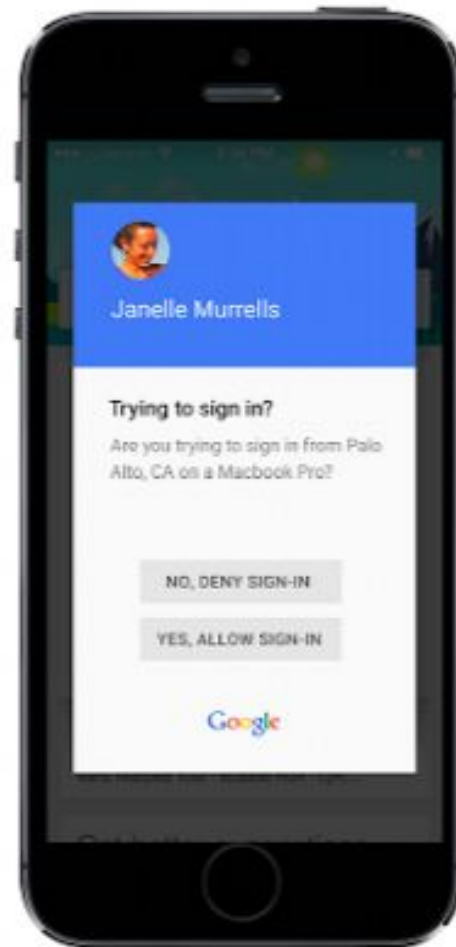 Janelle Murrells
Trying to sign in?
Are you trying to sign in from Palo
Alto, CA on a Macbook Pro?
NO, DENY SIGN-IN
YES, ALLOW SIGN-IN
Google